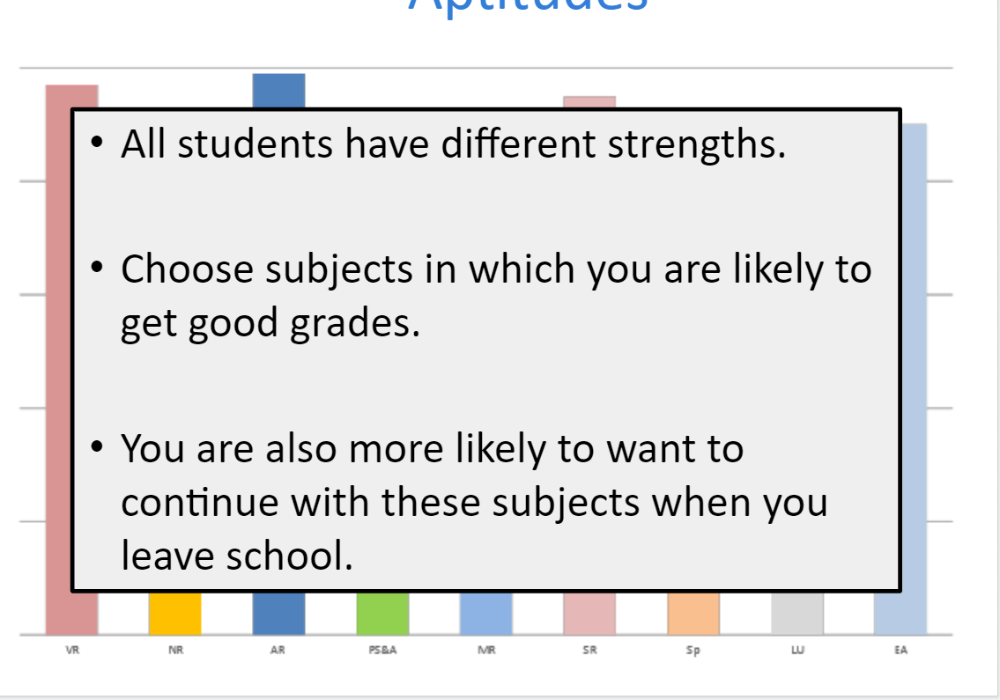 Aptitudes
• All students have different strengths.
• Choose subjects in which you are likely to
get good grades.
• You are also more likely to want to
continue with these subjects when you
leave school.
VR NR AR PS&A MR SR Sp LU EA